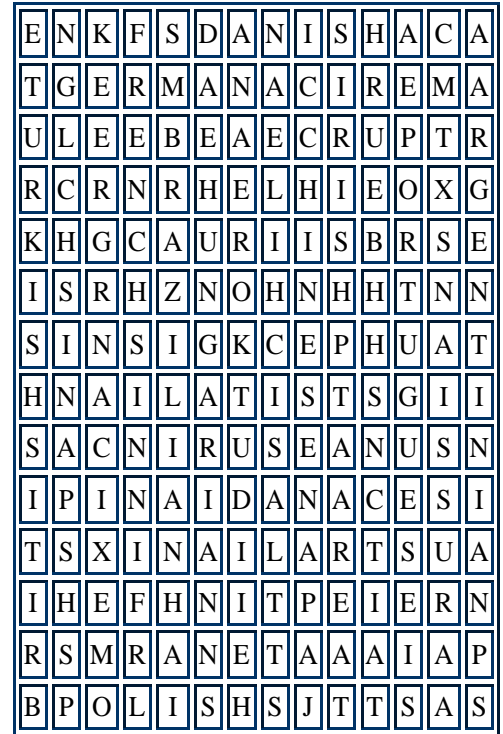 E N K F S D A N I S H A C A
T G E R M A N A C I R E M A
U L E E B E A E C R U P T R
R C R N R H E L H I E O X G
K H G C A U R I I S B R S E
I S R H Z N O H N H H T N N
S I N S I G K C E P H U A T
H N A I L A T I S T S G I I
S A C N I R U S E A N U S N
I P I N A I D A N A C E S I
T S X I N A I L A R T S U A
I H E F H N I T P E I E R N
R S M R A N E T A A A I A P
B P O L I S H S J T T S A S